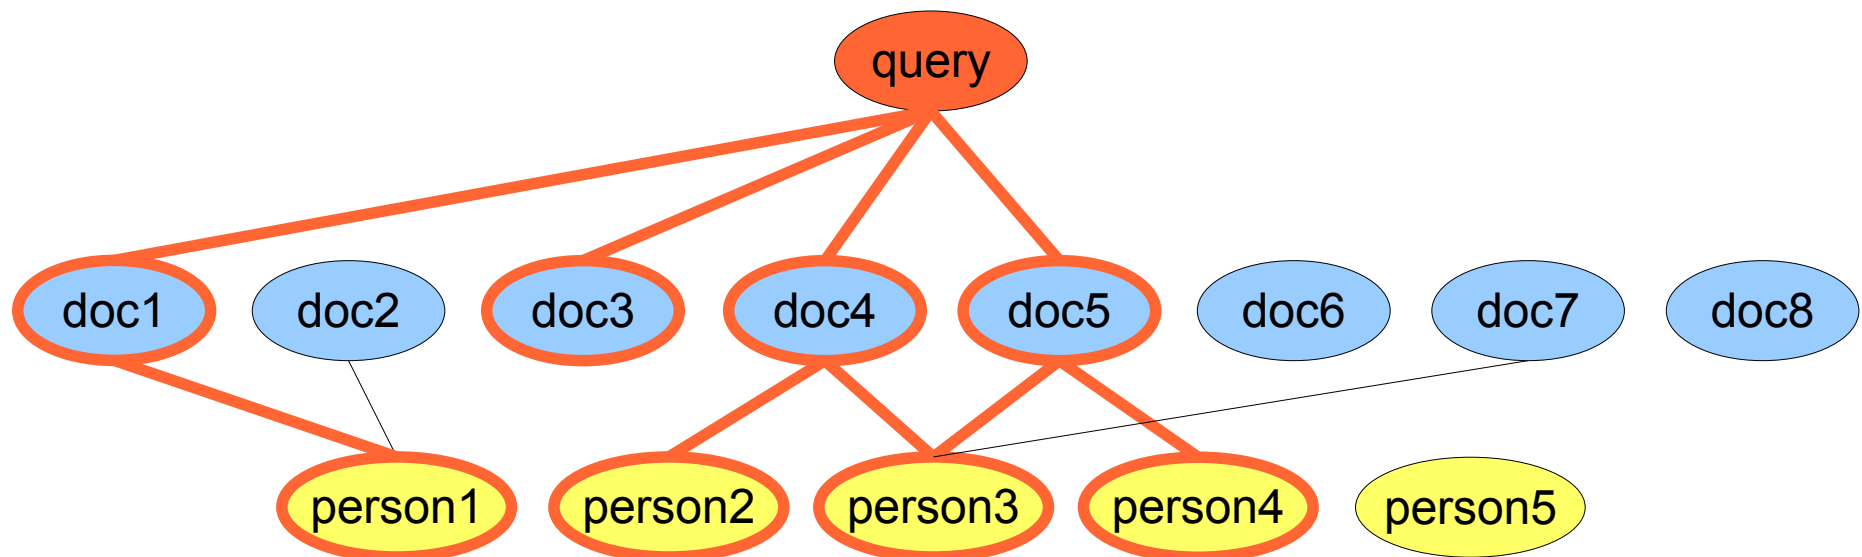 query
doc1 doc2 doc3 doc4 doc5 doc6 doc7 doc8
person1 person2 person3 person4 person5